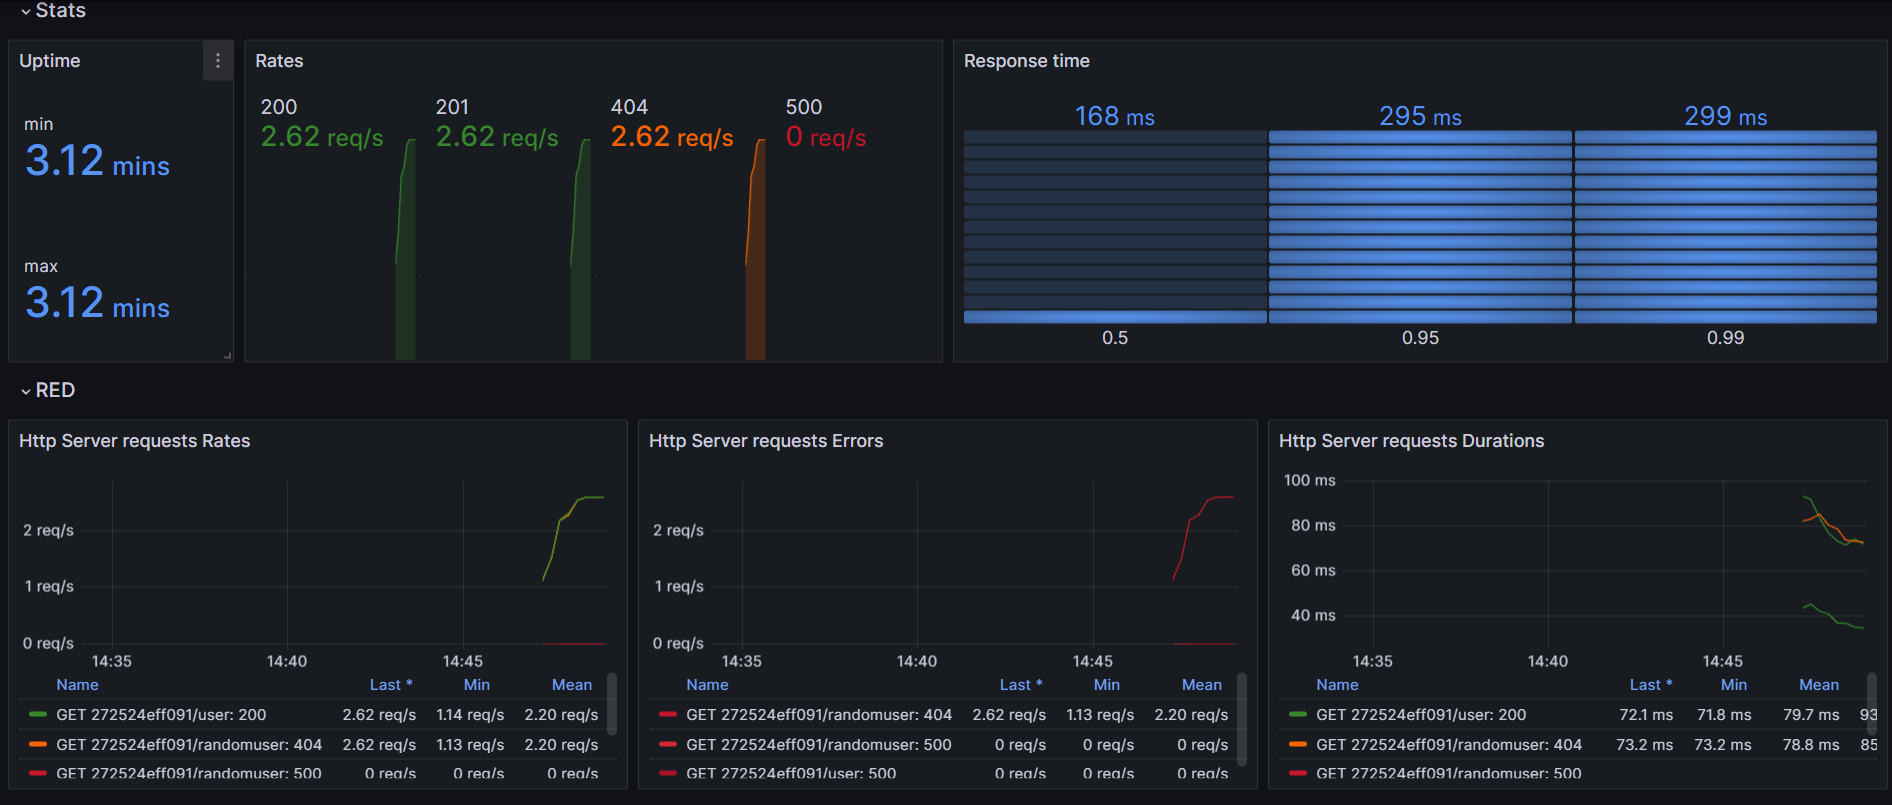 Stats
Uptime
min
3.12 mins
max
3.12 mins
Rates
200
2.62 req/s
201
2.62 req/s
404
2.62 req/s
500
0 req/s
Response time
168 ms
295 ms
299 ms
0.5
0.95
0.99
RED
Http Server requests Rates
2 req/s
1 req/s
0 req/s
14:35 14:40 14:45
Name Last * Min Mean
GET 272524eff091/user: 200 2.62 req/s 1.14 req/s 2.20 req/s
GET 272524eff091/randomuser: 404 2.62 req/s 1.13 req/s 2.20 req/s
GET 272524eff091/randomuser: 500 0 req/s 0 req/s 0 req/s
Http Server requests Errors
2 req/s
1 req/s
0 req/s
14:35 14:40 14:45
Name Last * Min Mean
GET 272524eff091/randomuser: 404 2.62 req/s 1.13 req/s 2.20 req/s
GET 272524eff091/randomuser: 500 0 req/s 0 req/s 0 req/s
GET 272524eff091/user: 500 0 req/s 0 req/s 0 req/s
Http Server requests Durations
100 ms
80 ms
60 ms
40 ms
14:35 14:40 14:45
Name Last * Min Mean
GET 272524eff091/user: 200 72.1 ms 71.8 ms 79.7 ms 93
GET 272524eff091/randomuser: 404 73.2 ms 73.2 ms 78.8 ms 85
GET 272524eff091/randomuser: 500